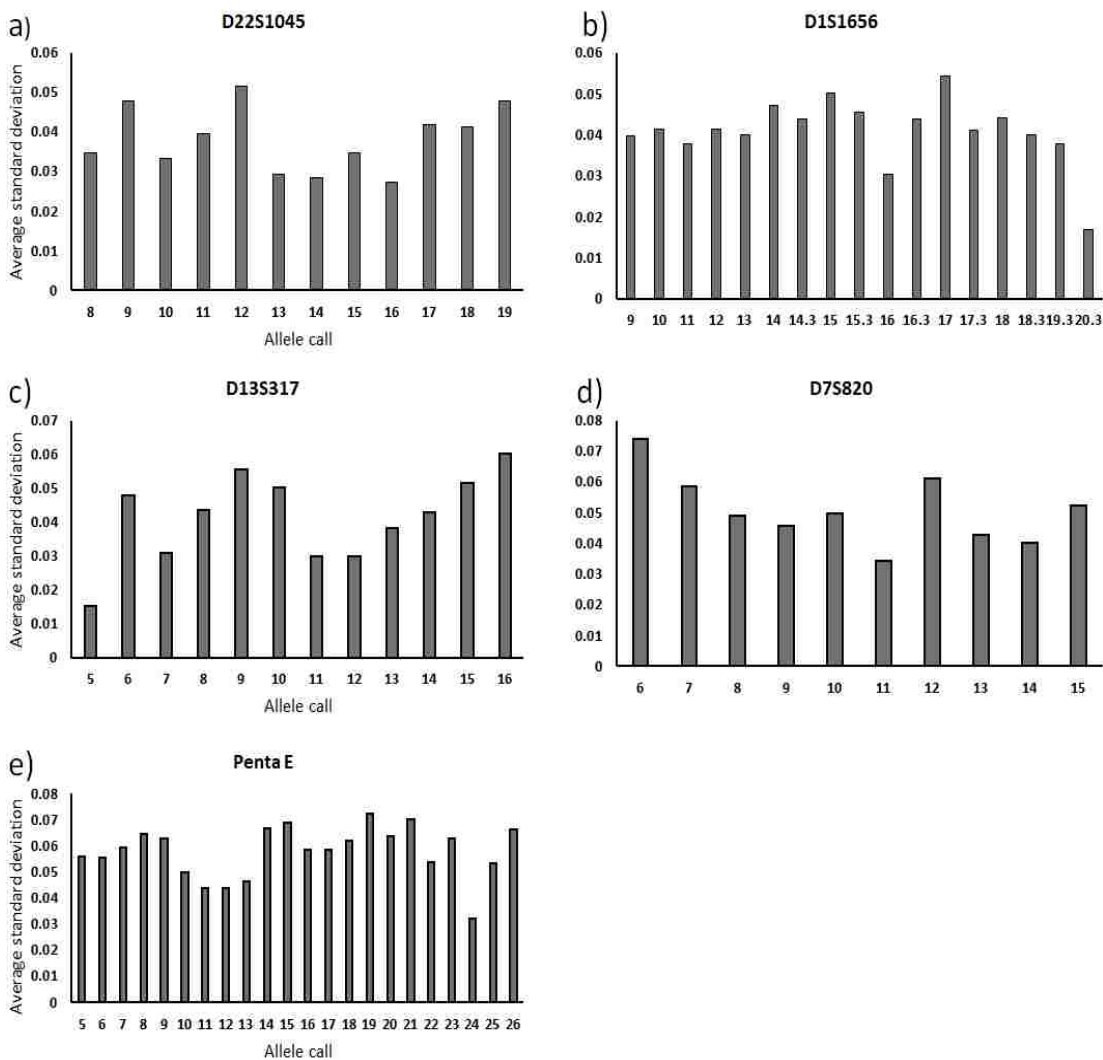 a)
D22S1045
Average standard deviation
0.06
0.05
0.04
0.03
0.02
0.01
0
8 9 10 11 12 13 14 15 16 17 18 19
Allele call
b)
D1S1656
0.06
0.05
0.04
0.03
0.02
0.01
0
9 10 11 12 13 14 14.3 15 15.3 16 16.3 17 17.3 18 18.3 19.3 20.3
c)
D13S317
Average standard deviation
0.07
0.06
0.05
0.04
0.03
0.02
0.01
0
5 6 7 8 9 10 11 12 13 14 15 16
Allele call
d)
D7S820
0.08
0.07
0.06
0.05
0.04
0.03
0.02
0.01
0
6 7 8 9 10 11 12 13 14 15
e)
Penta E
Average standard deviation
0.08
0.07
0.06
0.05
0.04
0.03
0.02
0.01
0
5 6 7 8 9 10 11 12 13 14 15 16 17 18 19 20 21 22 23 24 25 26
Allele call